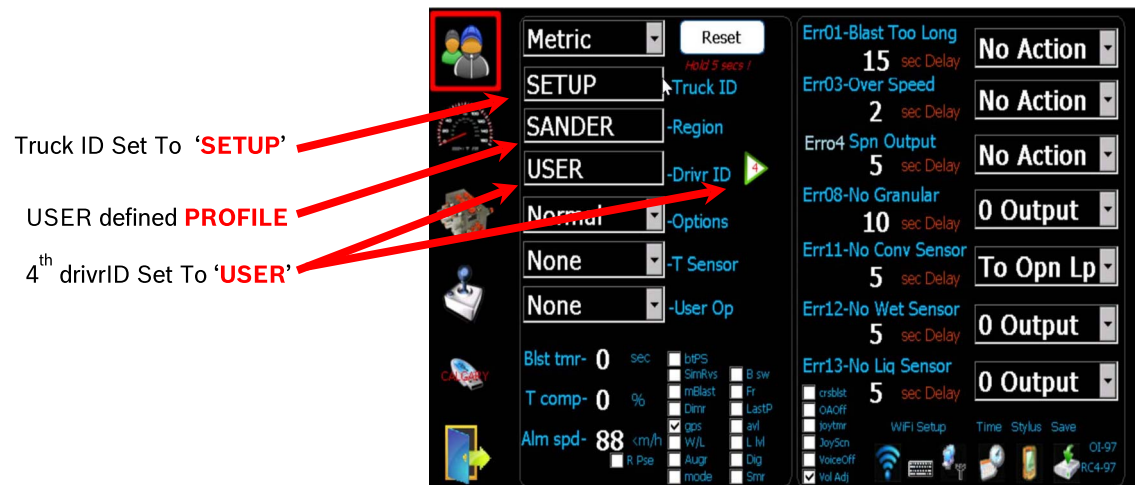 Truck ID Set To ‘SETUP’
USER defined PROFILE
4th drivrID Set To ‘USER’
CALGARY
Metric
Reset
Hold 5 secs !
SETUP -Truck ID
SANDER -Region
USER -Drivr ID 4
Normal -Options
None -T Sensor
None -User Op
Blst tmr- 0 sec
T comp- 0 %
Alm spd- 88 <m/h
R Pse
btPS
SimRvs
mBlast
Dimr
gps
W/L
Augr
mode
B sw
Fr
LastP
avl
L lvl
Dig
Smr
Err01-Blast Too Long
15 sec Delay No Action
Err03-Over Speed
2 sec Delay No Action
Erro4 Spn Output
5 sec Delay No Action
Err08-No Granular
10 sec Delay 0 Output
Err11-No Conv Sensor
5 sec Delay To Opn Lp
Err12-No Wet Sensor
5 sec Delay 0 Output
Err13-No Liq Sensor
5 sec Delay 0 Output
crsblst
OAOff
joytmr
JoyScn
VoiceOff
Vol Adj
WiFi Setup Time Stylus Save
OI-97
RC4-97